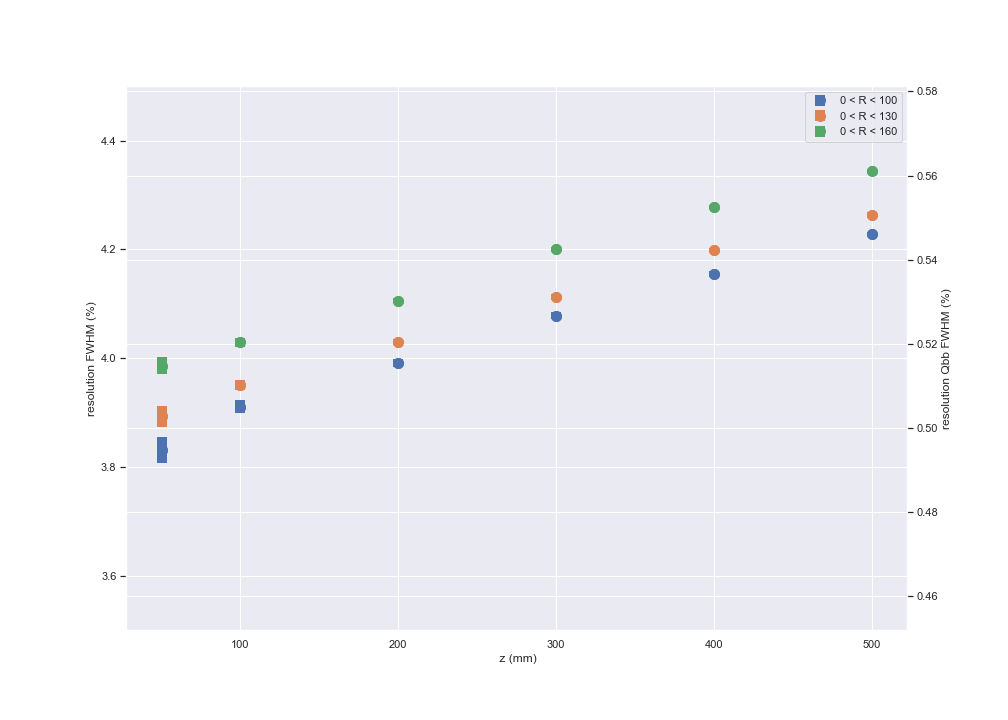 0 < R < 100
0 < R < 130
0 < R < 160
4.4
4.2
4.0
3.8
3.6
resolution FWHM (%)
0.58
0.56
0.54
0.52
0.50
0.48
0.46
resolution Qbb FWHM (%)
100
200
300
400
500
z (mm)